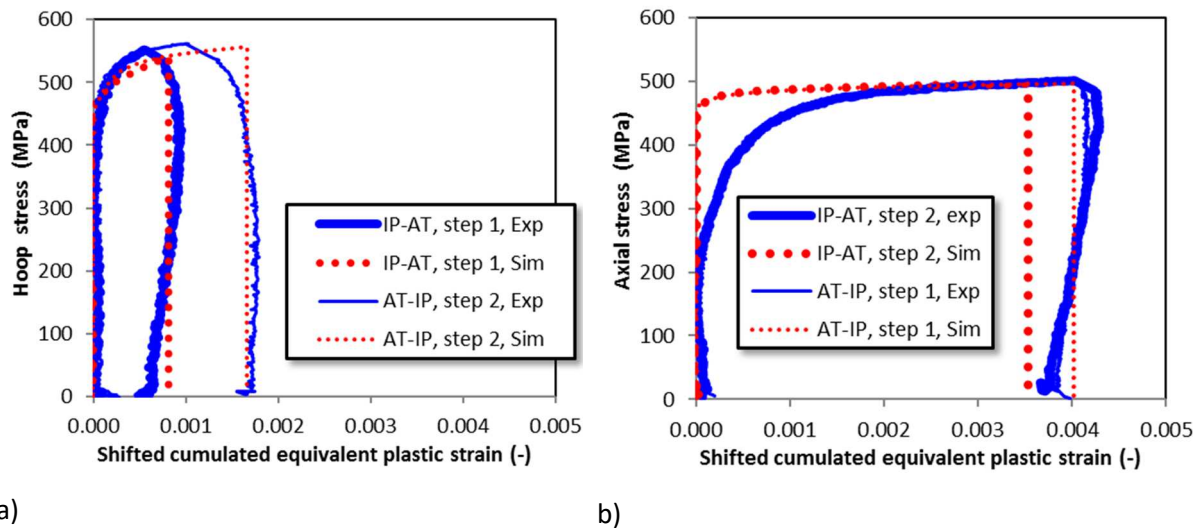 600
500
400
300
200
100
0
Hoop stress (MPa)
IP-AT, step 1, Exp
IP-AT, step 1, Sim
AT-IP, step 2, Exp
AT-IP, step 2, Sim
0.000 0.001 0.002 0.003 0.004 0.005
Shifted cumulated equivalent plastic strain (-)
a)
600
500
400
300
200
100
0
Axial stress (MPa)
IP-AT, step 2, exp
IP-AT, step 2, Sim
AT-IP, step 1, Exp
AT-IP, step 1, Sim
0.000 0.001 0.002 0.003 0.004 0.005
Shifted cumulated equivalent plastic strain (-)
b)